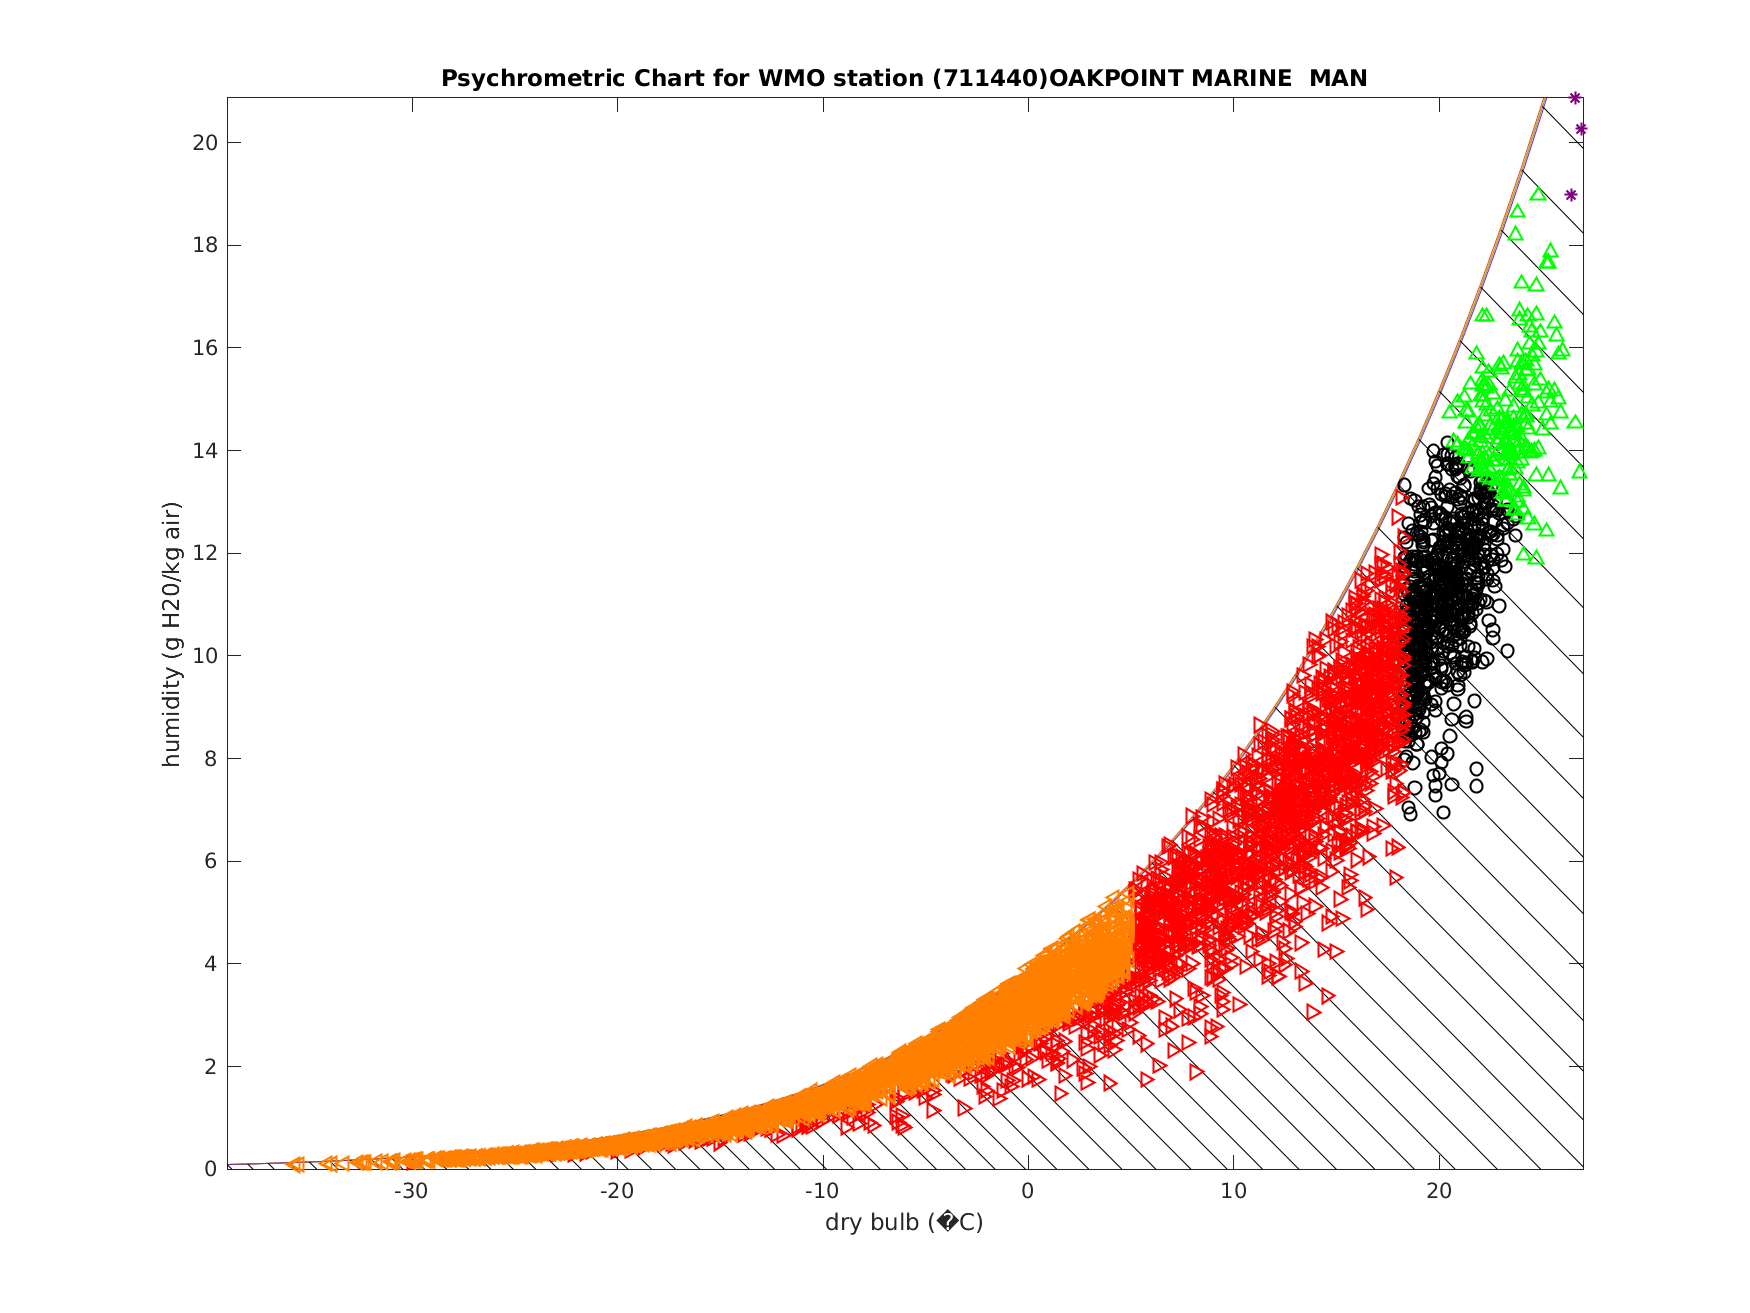 Psychrometric Chart for WMO station (711440)OAKPOINT MARINE  MAN
humidity (g H20/kg air)
20
18
16
14
12
10
8
6
4
2
0
-30 -20 -10 0 10 20
dry bulb (�C)